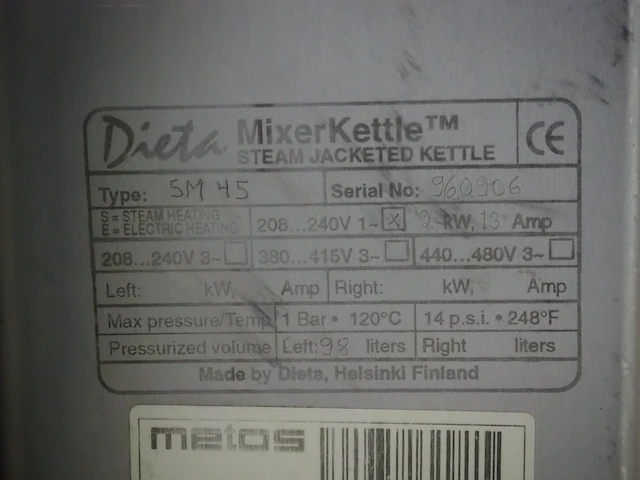 Dieta MixerKettle™ CE
STEAM JACKETED KETTLE
Type: SM 45 Serial No: 960906
S = STEAM HEATING
E = ELECTRIC HEATING
208...240V 1~ X 2 kW, 13 Amp
208...240V 3~ 380...415V 3~ 440...480V 3~
Left: kW, Amp Right: kW, Amp
Max pressure/Temp 1 Bar • 120°C 14 p.s.i. • 248°F
Pressurized volume Left: 98 liters Right liters
Made by Dieta, Helsinki Finland
metos